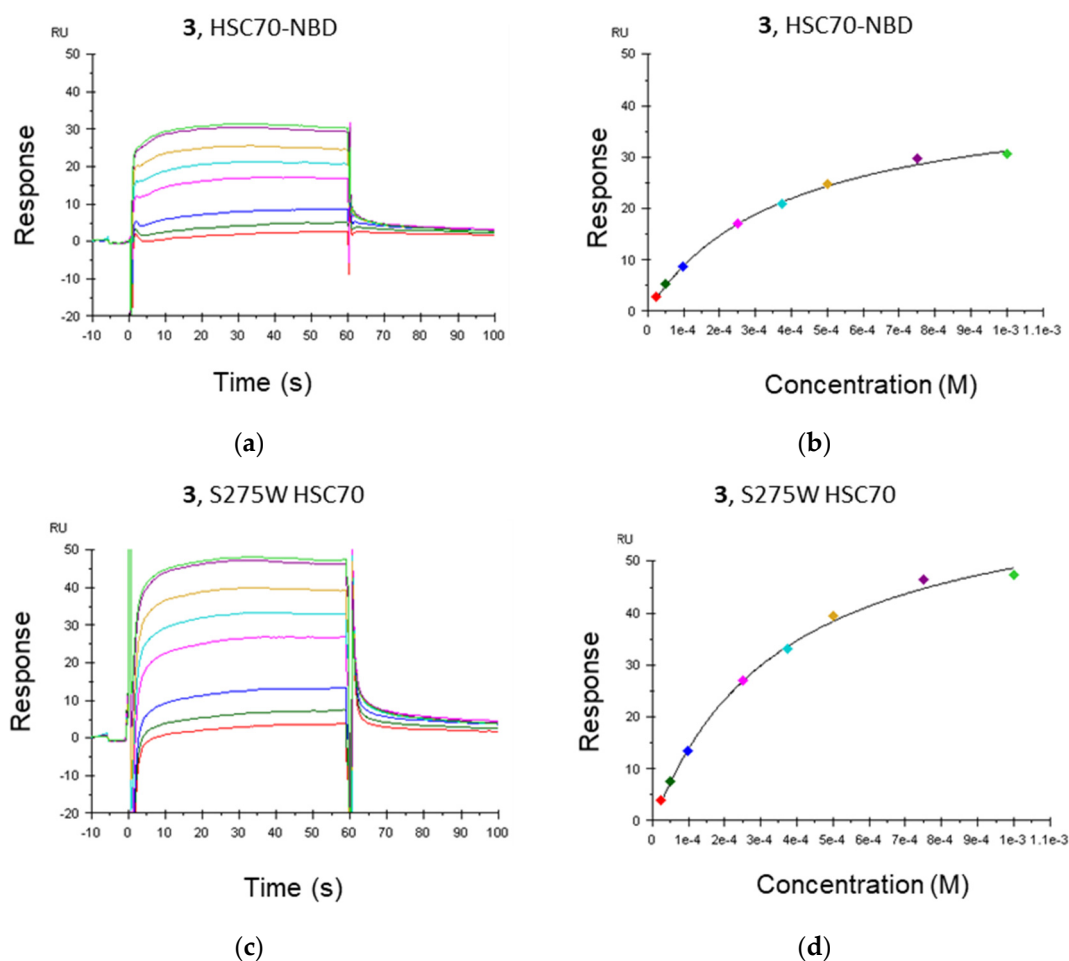 3, HSC70-NBD
RU
50
40
30
20
10
0
-10
-20
Response
-10 0 10 20 30 40 50 60 70 80 90 100
Time (s)
(a)
3, HSC70-NBD
RU
50
40
30
20
10
0
Response
0 1e-4 2e-4 3e-4 4e-4 5e-4 6e-4 7e-4 8e-4 9e-4 1e-3 1.1e-3
Concentration (M)
(b)
3, S275W HSC70
RU
50
40
30
20
10
0
-10
-20
Response
-10 0 10 20 30 40 50 60 70 80 90 100
Time (s)
(c)
3, S275W HSC70
RU
50
40
30
20
10
0
Response
0 1e-4 2e-4 3e-4 4e-4 5e-4 6e-4 7e-4 8e-4 9e-4 1e-3 1.1e-3
Concentration (M)
(d)